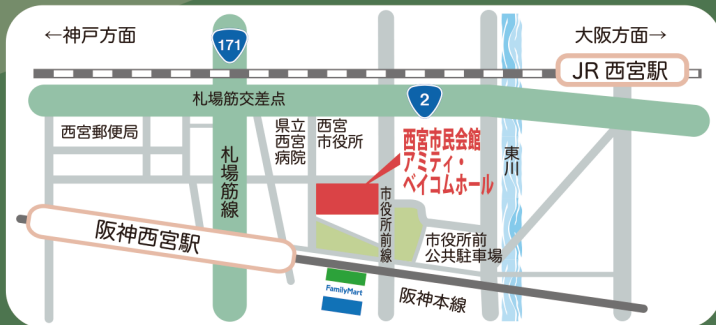 ←神戸方面
171
大阪方面→
JR 西宮駅
札場筋交差点
2
西宮郵便局
県立
西宮
病院
西宮
市役所
西宮市民会館
アミティ・
ベイコムホール
札場筋線
東川
市役所前線
阪神西宮駅
市役所前
公共駐車場
FamilyMart
阪神本線